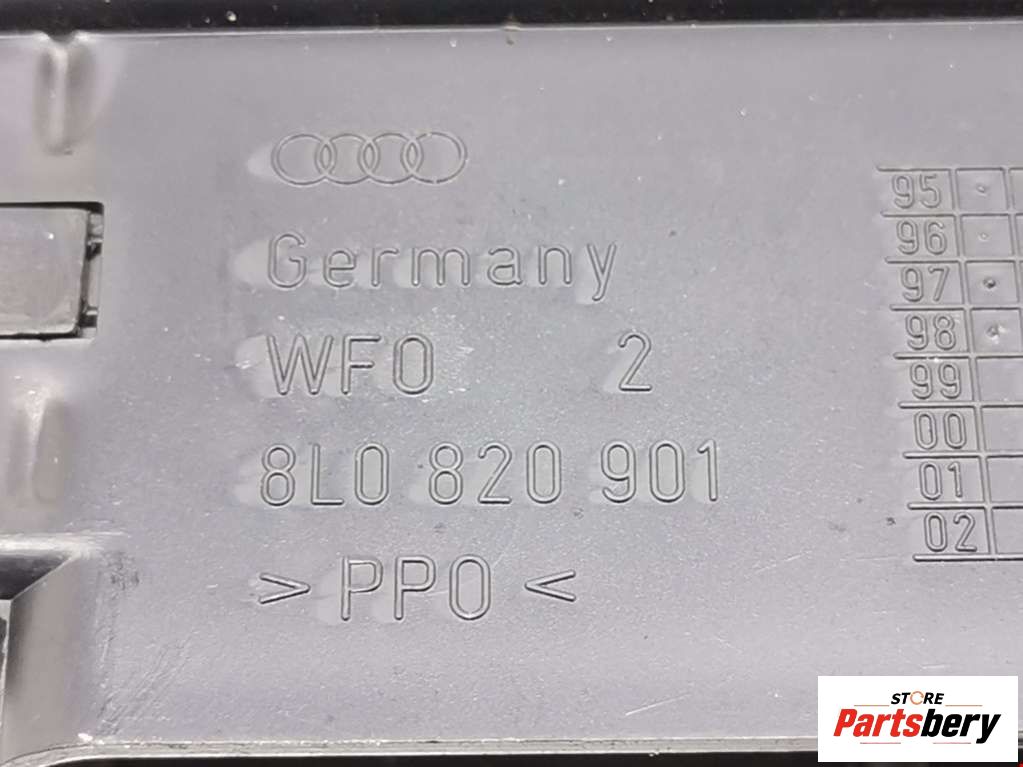 Germany
WFO 2
8L0 820 901
> PPO <
95
96
97
98
99
00
01
02
STORE
Partsbery